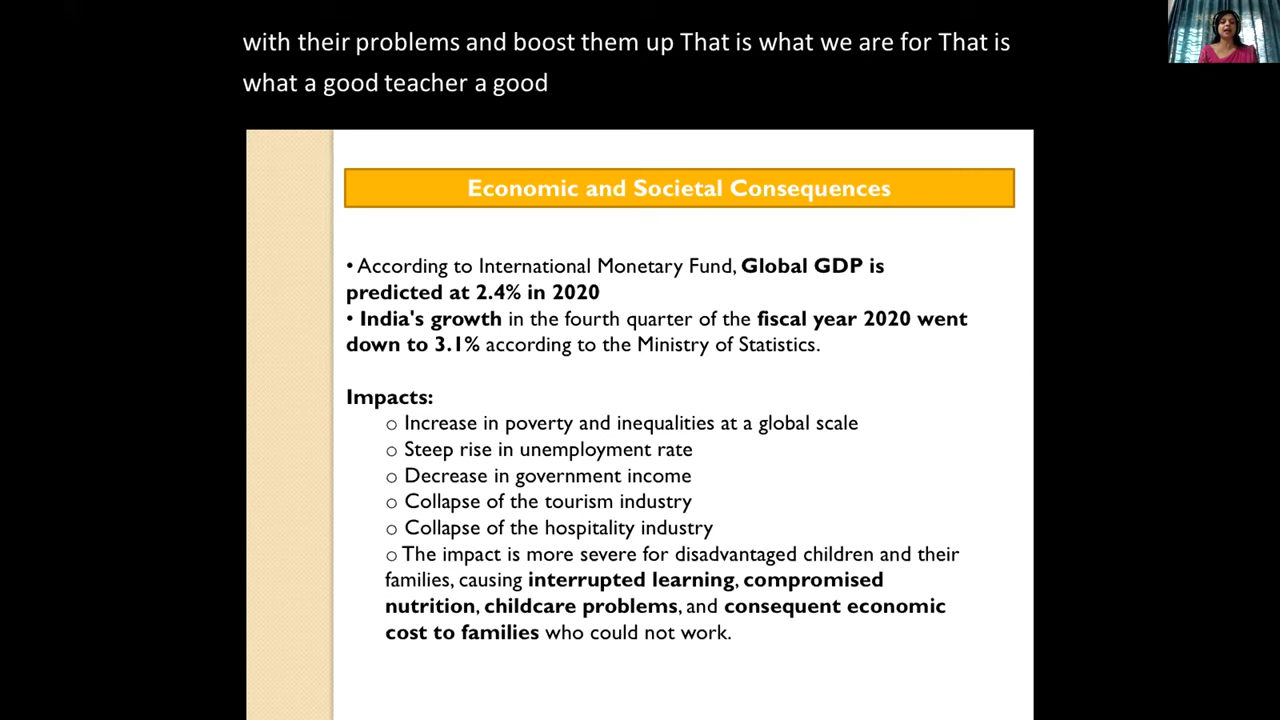 with their problems and boost them up That is what we are for That is
what a good teacher a good
Economic and Societal Consequences
• According to International Monetary Fund, Global GDP is
predicted at 2.4% in 2020
• India's growth in the fourth quarter of the fiscal year 2020 went
down to 3.1% according to the Ministry of Statistics.
Impacts:
o Increase in poverty and inequalities at a global scale
o Steep rise in unemployment rate
o Decrease in government income
o Collapse of the tourism industry
o Collapse of the hospitality industry
o The impact is more severe for disadvantaged children and their
families, causing interrupted learning, compromised
nutrition, childcare problems, and consequent economic
cost to families who could not work.